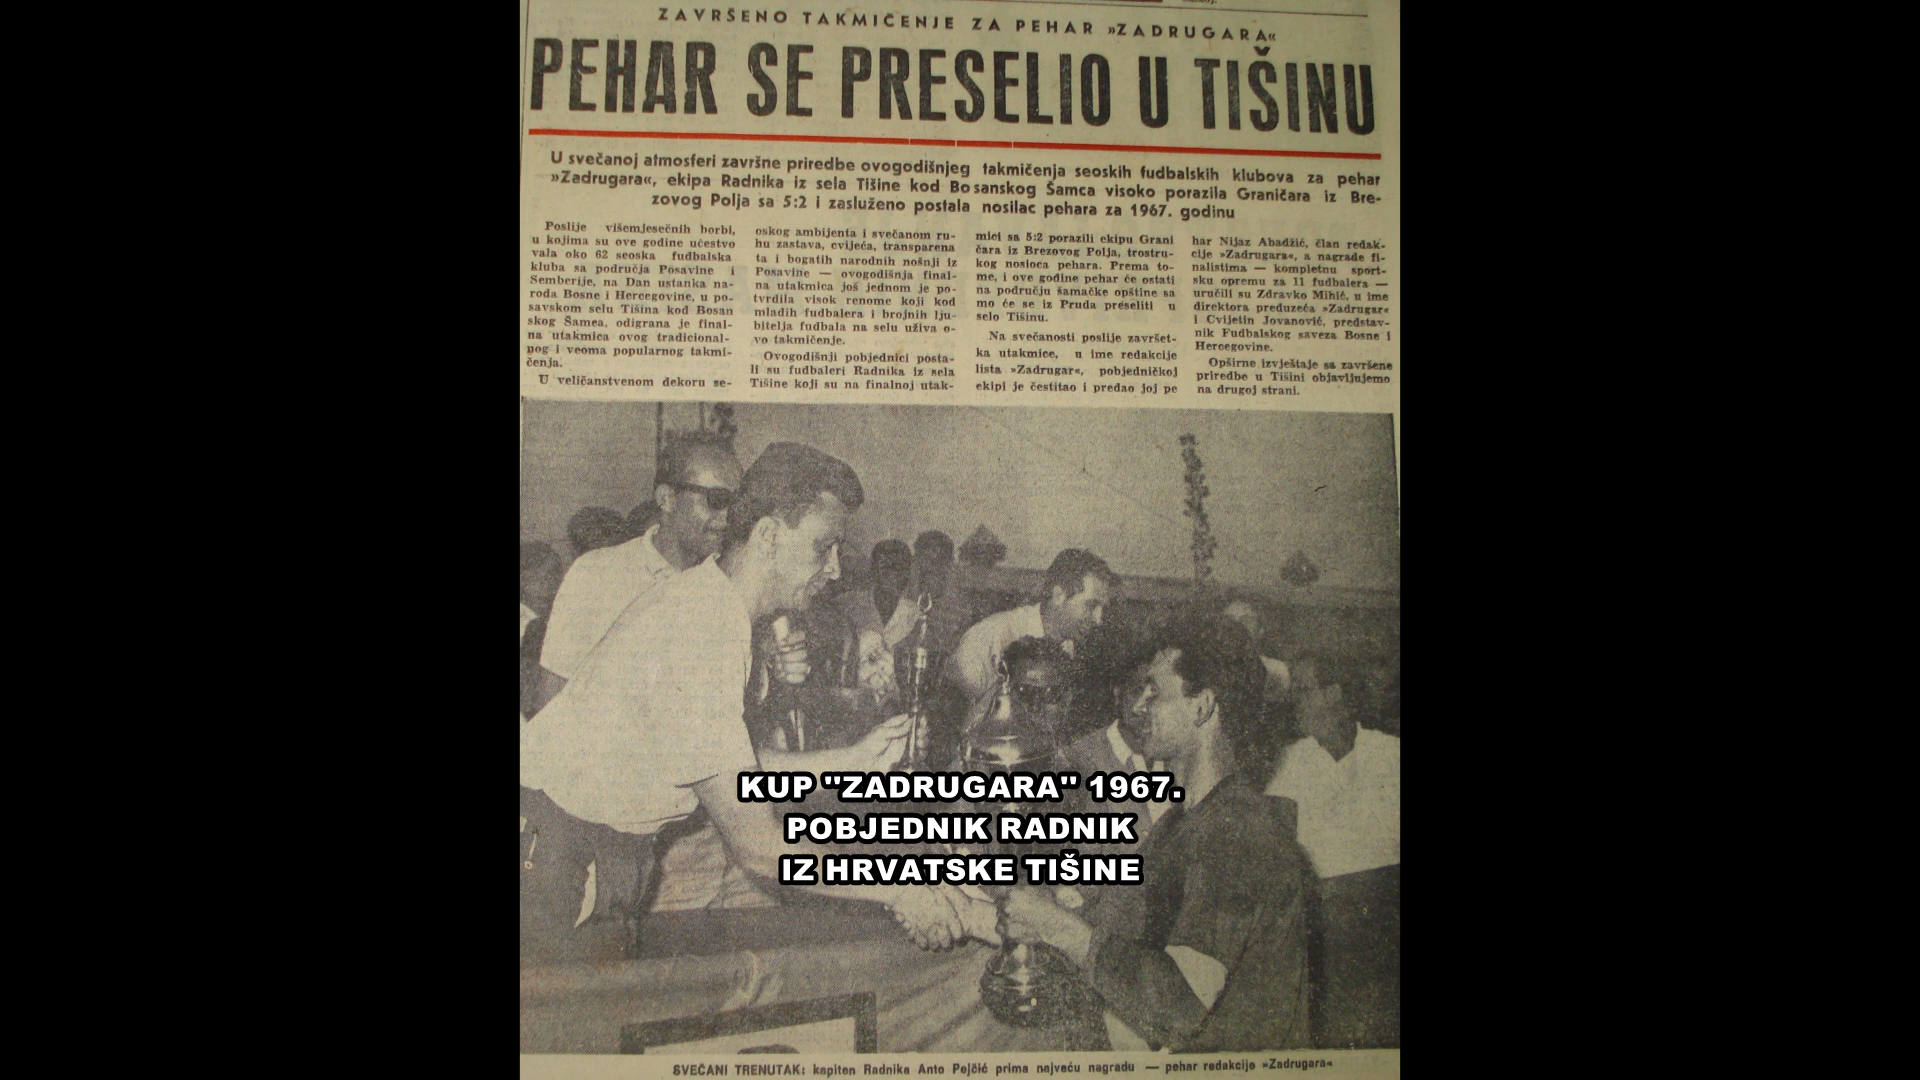 ZAVRŠENO TAKMIČENJE ZA PEHAR »ZADRUGARA«
PEHAR SE PRESELIO U TIŠINU
U svečanoj atmosferi završne priredbe ovogodišnjeg takmičenja seoskih fudbalskih klubova za pehar
»Zadrugara«, ekipa Radnika iz sela Tišine kod Bosanskog Šamca visoko porazila Graničara iz Bre-
zovog Polja sa 5:2 i zasluženo postala nosilac pehara za 1967. godinu
Poslije višemjesečnih borbi,
u kojima su ove godine učestvo
vala oko 62 seoska fudbalska
kluba sa područja Posavine i
Semberije, na Dan ustanka na-
roda Bosne i Hercegovine, u po-
savskom selu Tišina kod Bosan
skog Šamca, odigrana je final-
na utakmica ovog tradicional-
nog i veoma popularnog takmi-
čenja.
U veličanstvenom dekoru se-
oskog ambijenta i svečanom ru-
hu zastava, cvijeća, transparena
ta i bogatih narodnih nošnji iz
Posavine — ovogodišnja final-
na utakmica još jednom je po-
tvrdila visok renome koji kod
mladih fudbalera i brojnih lju-
bitelja fudbala na selu uživa o-
vo takmičenje.
Ovogodišnji pobjednici posta-
li su fudbaleri Radnika iz sela
Tišine koji su na finalnoj utak-
mici sa 5:2 porazili ekipu Grani
čara iz Brezovog Polja, trostru-
kog nosioca pehara. Prema to-
me, i ove godine pehar će ostati
na području šamačke opštine sa
mo će se iz Pruda preseliti u
selo Tišinu.
Na svečanosti poslije završet-
ka utakmice, u ime redakcije
lista »Zadrugar«, pobjedničkoj
ekipi je čestitao i predao joj pe
har Nijaz Abadžić, član redak-
cije »Zadrugara«, a nagrade fi-
nalistima — kompletnu sport-
sku opremu za 11 fudbalera —
uručili su Zdravko Mihić, u ime
direktora preduzeća »Zadrugar«
i Cvijetin Jovanović, predstav-
nik Fudbalskog saveza Bosne i
Hercegovine.
Opširne izvještaje sa završene
priredbe u Tišini objavljujemo
na drugoj strani.
KUP "ZADRUGARA" 1967.
POBJEDNIK RADNIK
IZ HRVATSKE TIŠINE
SVEČANI TRENUTAK: kapiten Radnika Anto Pejčić prima najveću nagradu — pehar redakcije »Zadrugara«